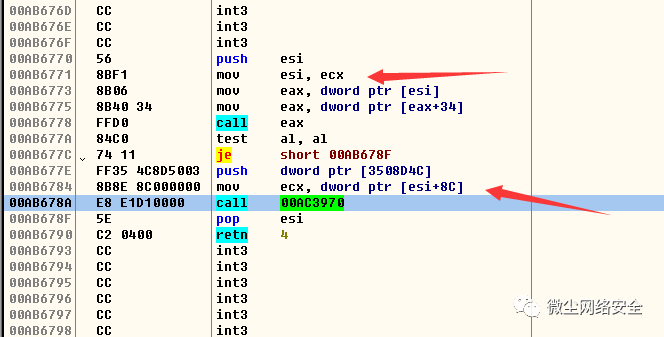 00AB676D CC int3
00AB676E CC int3
00AB676F CC int3
00AB6770 56 push esi
00AB6771 8BF1 mov esi, ecx
00AB6773 8B06 mov eax, dword ptr [esi]
00AB6775 8B40 34 mov eax, dword ptr [eax+34]
00AB6778 FFD0 call eax
00AB677A 84C0 test al, al
00AB677C 74 11 je short 00AB678F
00AB677E FF35 4C8D5003 push dword ptr [3508D4C]
00AB6784 8B8E 8C000000 mov ecx, dword ptr [esi+8C]
00AB678A E8 E1D10000 call 00AC3970
00AB678F 5E pop esi
00AB6790 C2 0400 retn 4
00AB6793 CC int3
00AB6794 CC int3
00AB6795 CC int3
00AB6796 CC int3
00AB6797 CC int3
00AB6798 CC int3
微尘网络安全